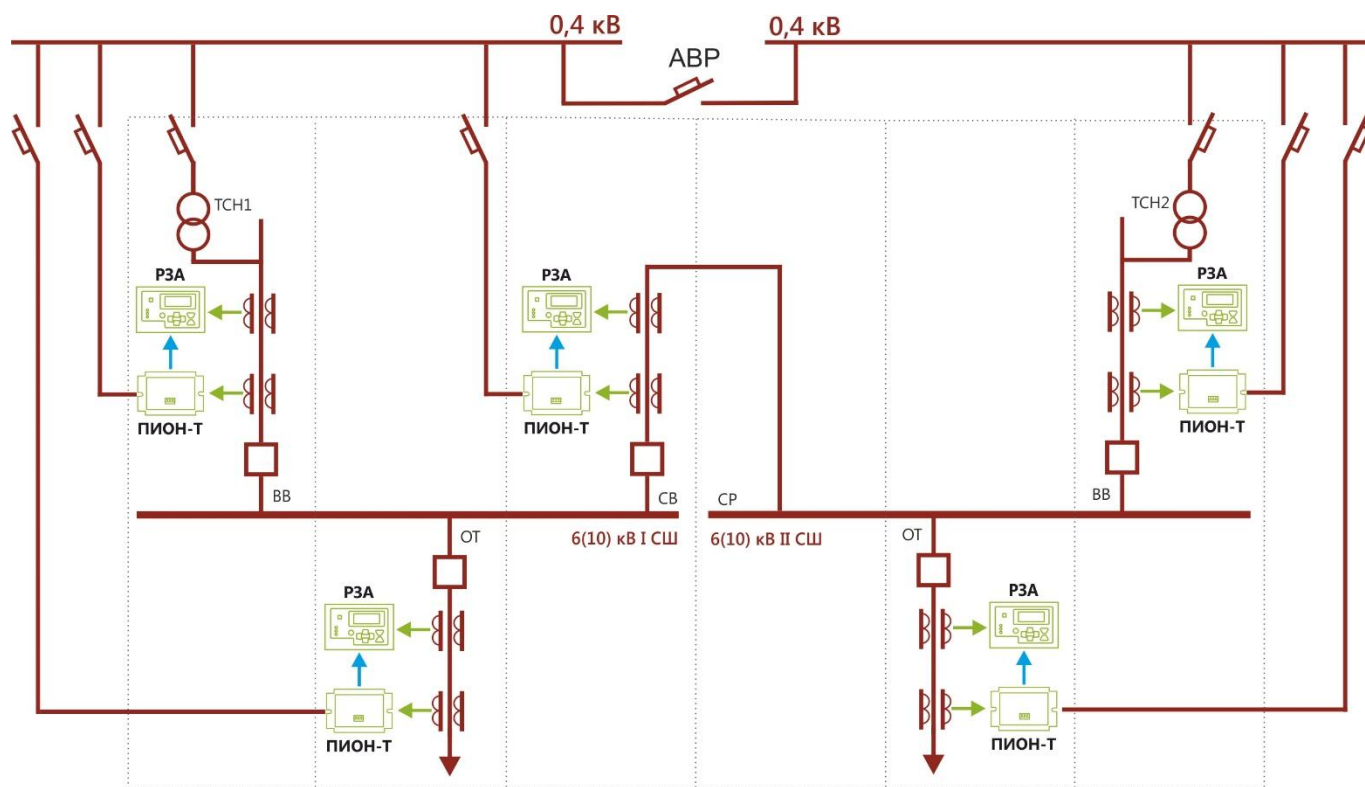 0,4 кВ
0,4 кВ
АВР
ТСН1
ТСН2
РЗА
РЗА
РЗА
ПИОН-Т
ПИОН-Т
ПИОН-Т
ВВ
СВ
СР
ВВ
ОТ
6(10) кВ I СШ
6(10) кВ II СШ
ОТ
РЗА
РЗА
ПИОН-Т
ПИОН-Т